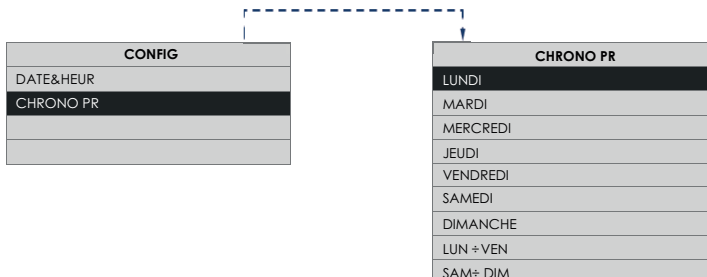 CONFIG
DATE&HEUR
CHRONO PR
CHRONO PR
LUNDI
MARDI
MERCREDI
JEUDI
VENDREDI
SAMEDI
DIMANCHE
LUN ÷VEN
SAM÷ DIM